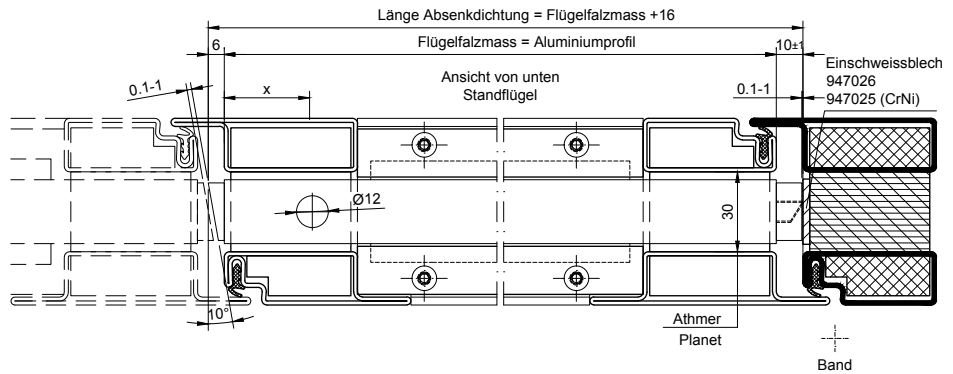 Länge Absenkdichtung = Flügelfalzmass +16
6
Flügelfalzmass = Aluminiumprofil
10±1
Ansicht von unten
Standflügel
Einschweissblech
947026
947025 (CrNi)
0.1-1
x
0.1-1
Ø12
30
10°
Athmer
Planet
Band